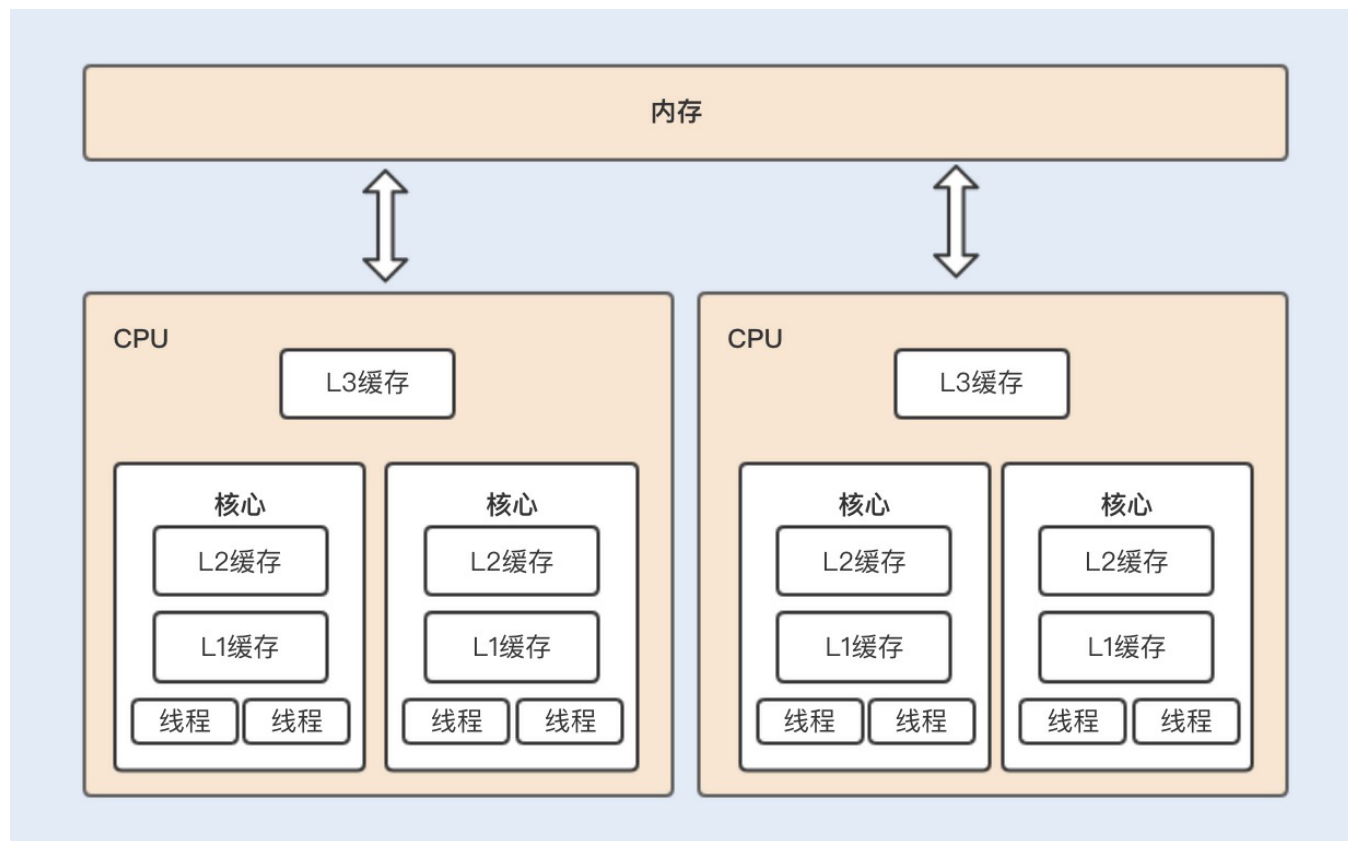 内存
CPU
CPU
L3缓存
L3缓存
核心
核心
核心
核心
L2缓存
L2缓存
L2缓存
L2缓存
L1缓存
L1缓存
L1缓存
L1缓存
线程
线程
线程
线程
线程
线程
线程
线程